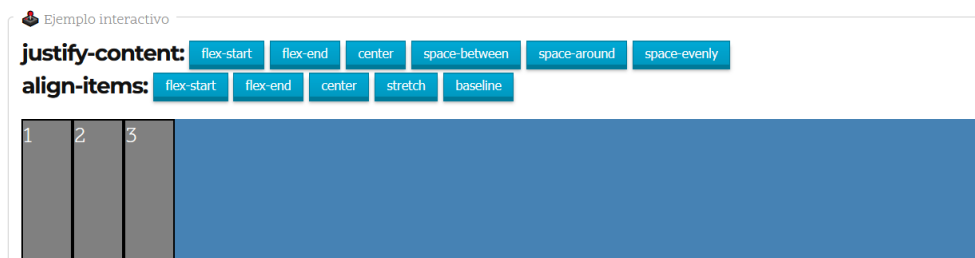 Ejemplo interactivo
justify-content: flex-start flex-end center space-between space-around space-evenly
align-items: flex-start flex-end center stretch baseline
1 2 3